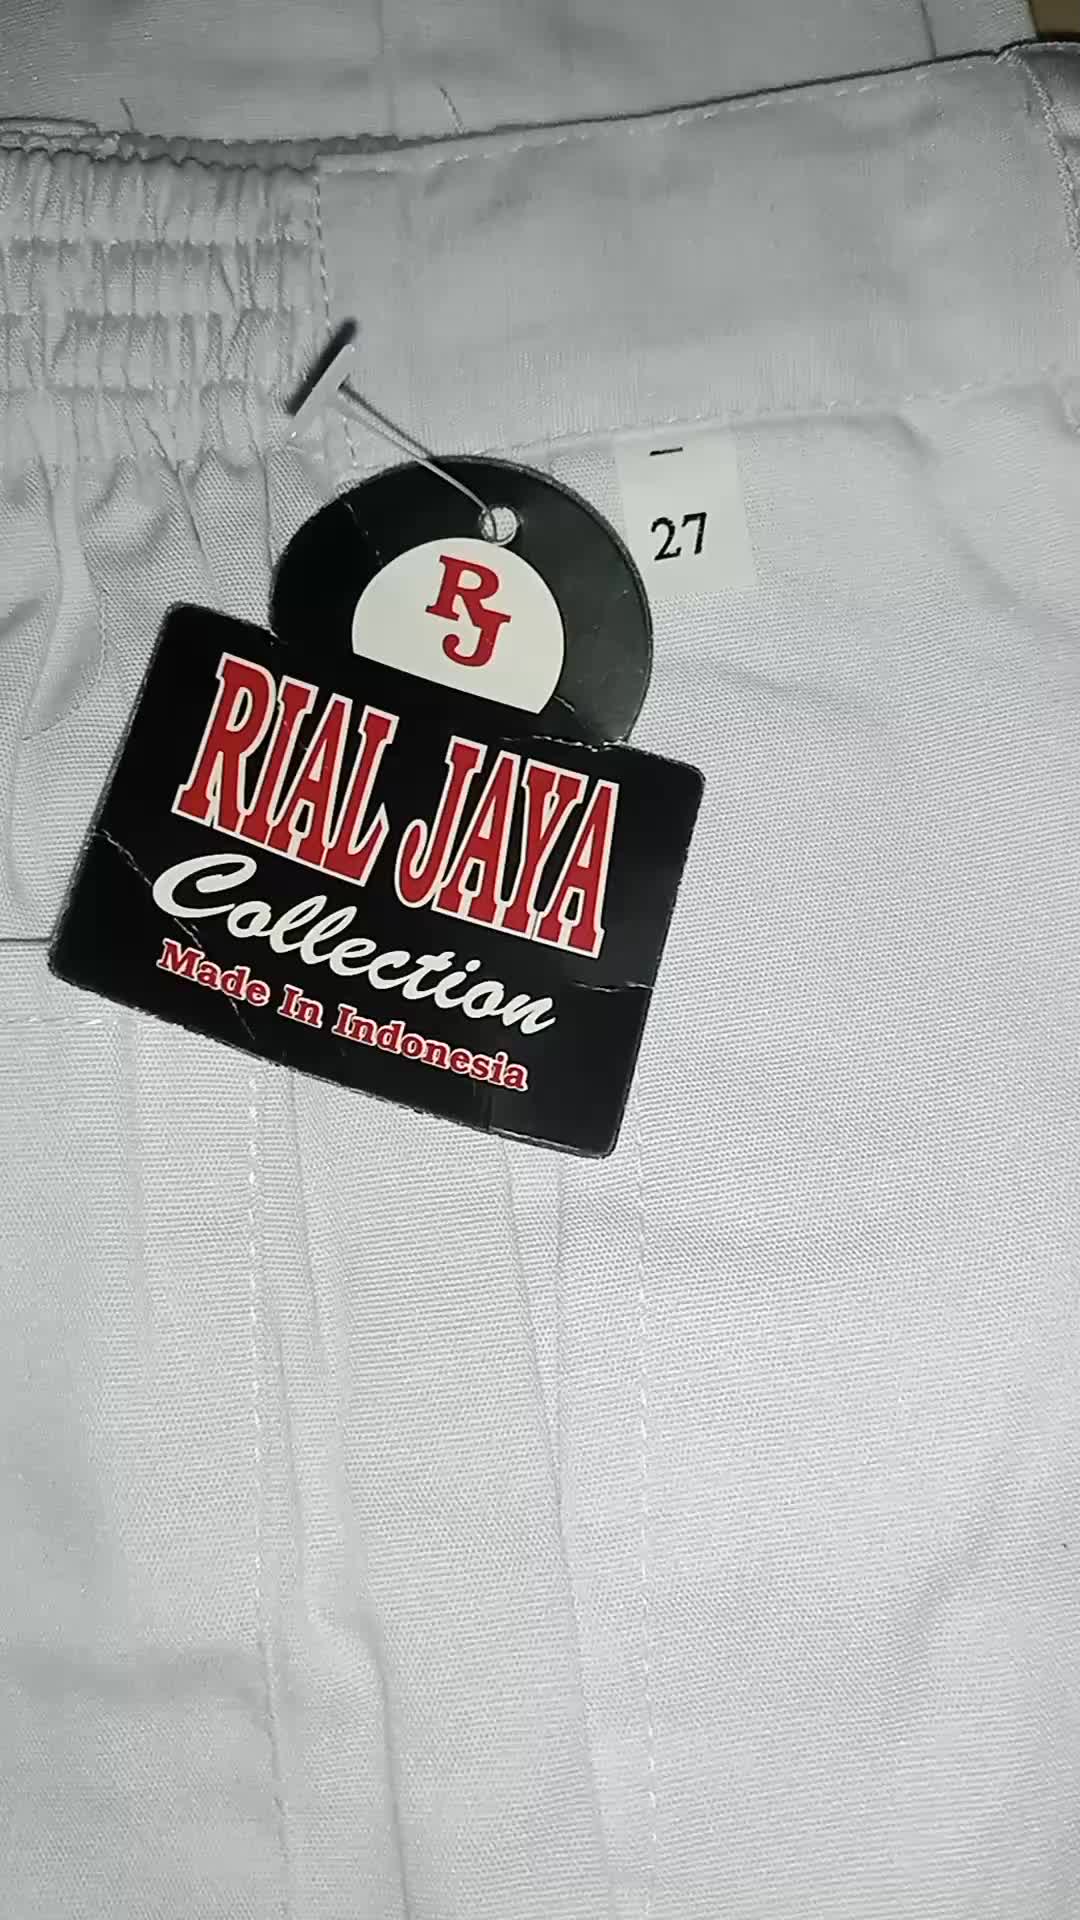 27
RJ
RIAL JAYA
Collection
Made In Indonesia